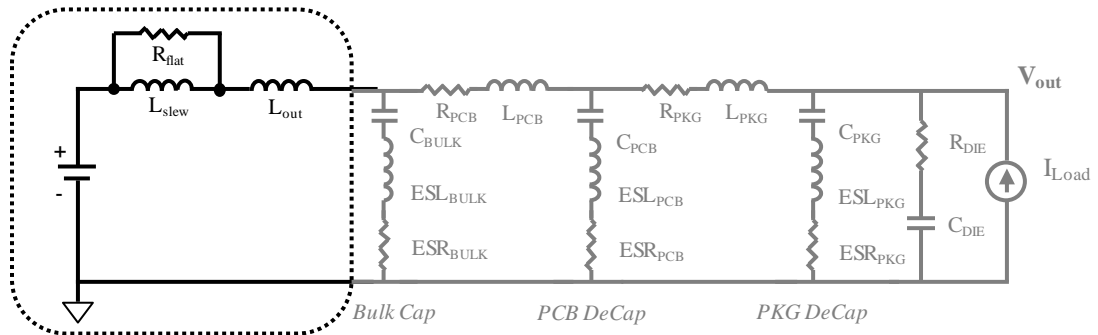 R_flat
L_slew
L_out
+
-
R_PCB
L_PCB
R_PKG
L_PKG
V_out
C_BULK
ESL_BULK
ESR_BULK
C_PCB
ESL_PCB
ESR_PCB
C_PKG
ESL_PKG
ESR_PKG
R_DIE
C_DIE
I_Load
Bulk Cap
PCB DeCap
PKG DeCap